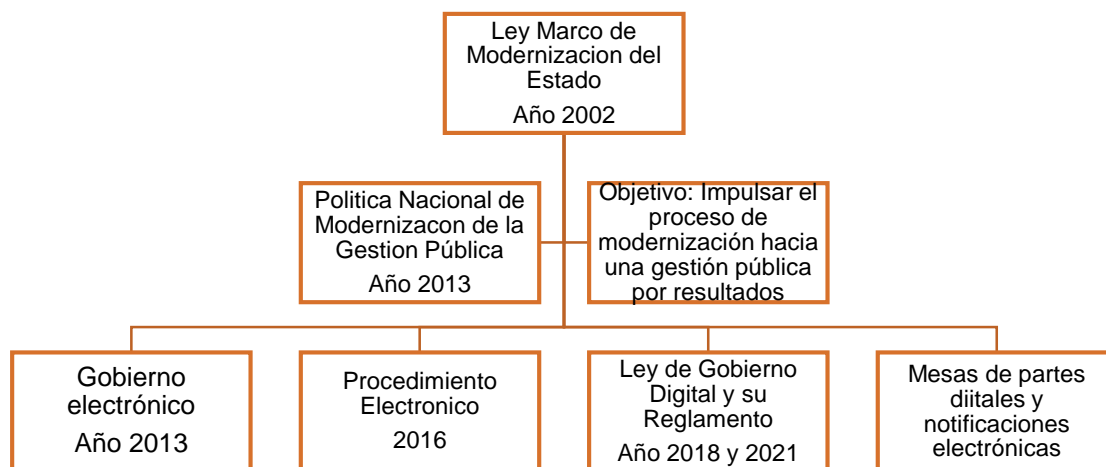 Ley Marco de
Modernizacion del
Estado
Año 2002
Politica Nacional de
Modernizacon de la
Gestion Pública
Año 2013
Objetivo: Impulsar el
proceso de
modernización hacia
una gestión pública
por resultados
Gobierno
electrónico
Año 2013
Procedimiento
Electronico
2016
Ley de Gobierno
Digital y su
Reglamento
Año 2018 y 2021
Mesas de partes
diitales y
notificaciones
electrónicas